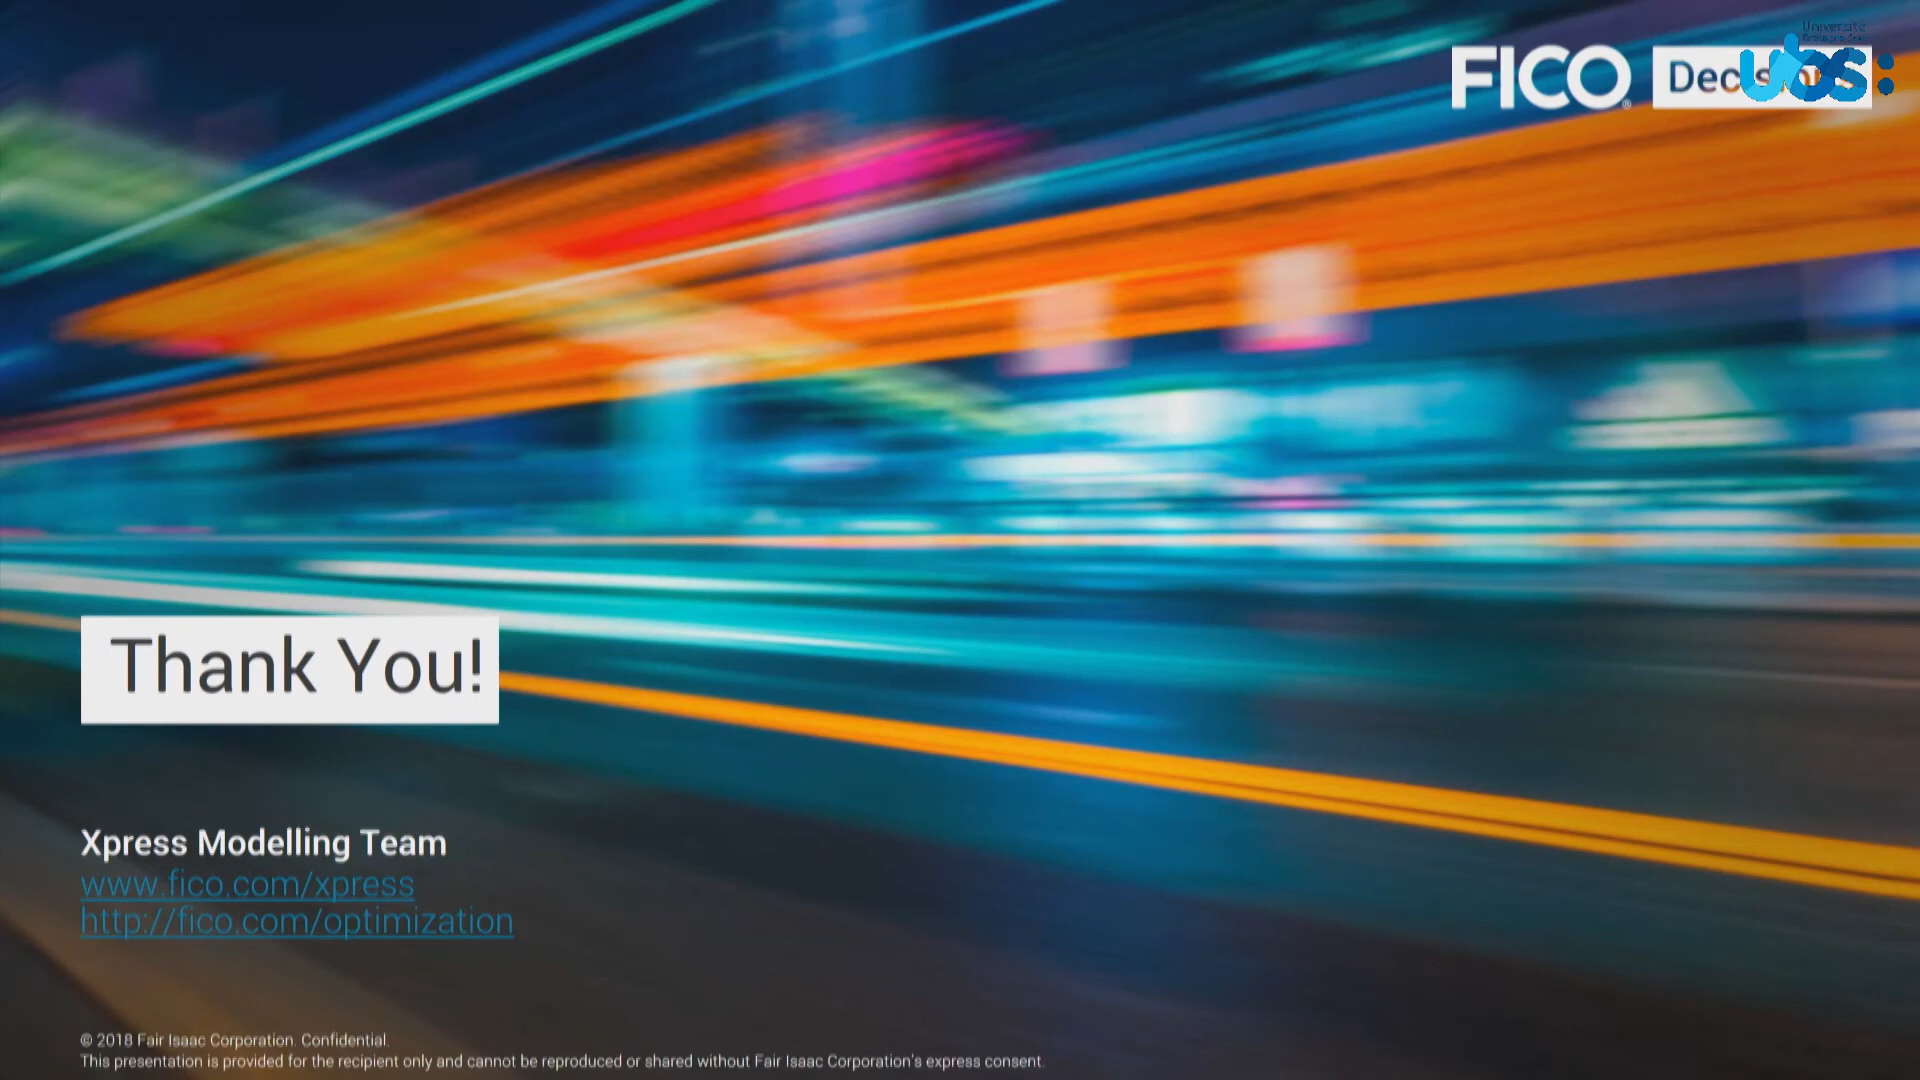 Université
FICO
ubs:
Thank You!
Xpress Modelling Team
www.fico.com/xpress
http://fico.com/optimization
© 2018 Fair Isaac Corporation. Confidential.
This presentation is provided for the recipient only and cannot be reproduced or shared without Fair Isaac Corporation's express consent.